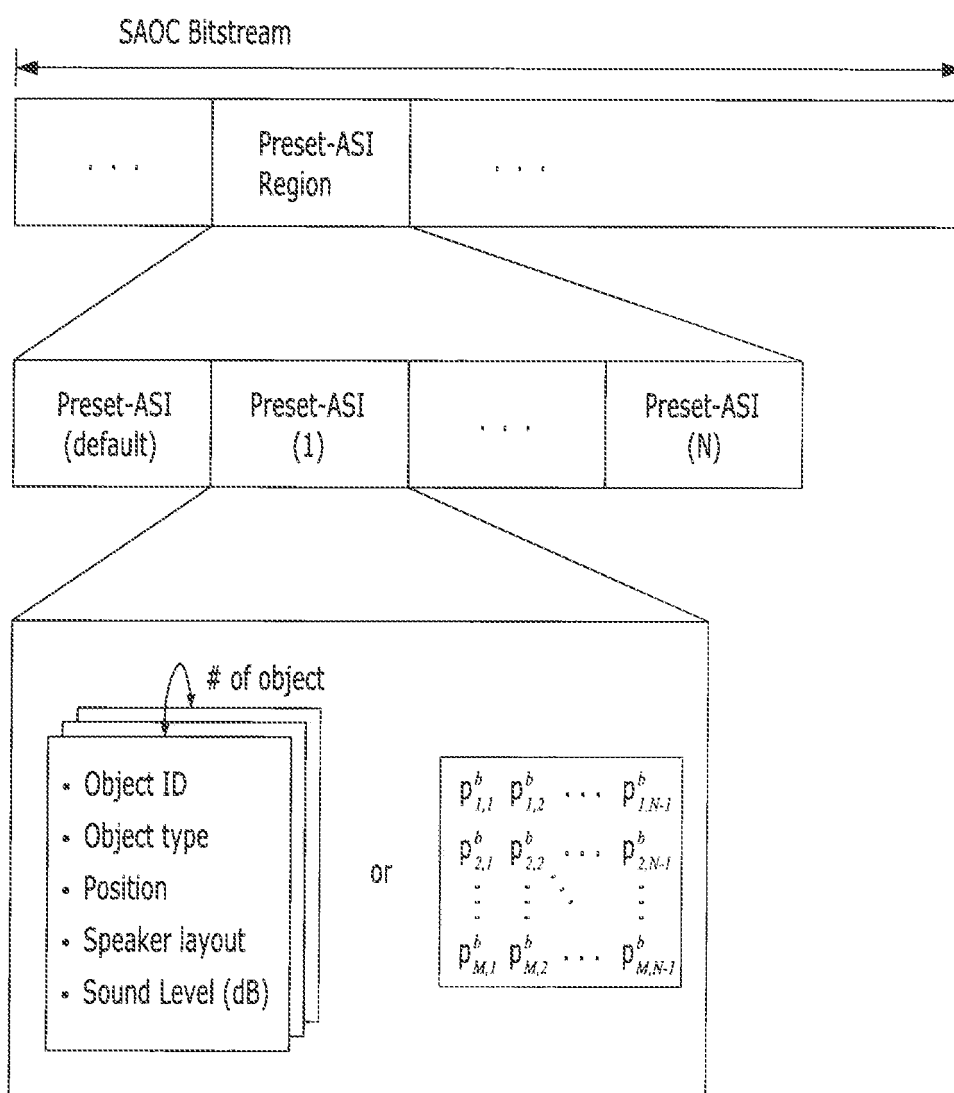 SAOC Bitstream
. . .
Preset-ASI
Region
. . .
Preset-ASI
(default)
Preset-ASI
(1)
. . .
Preset-ASI
(N)
# of object
• Object ID
• Object type
• Position
• Speaker layout
• Sound Level (dB)
or
p^b_{1,1} p^b_{1,2} · · · p^b_{1,N-1}
p^b_{2,1} p^b_{2,2} · · · p^b_{2,N-1}
p^b_{M,1} p^b_{M,2} · · · p^b_{M,N-1}